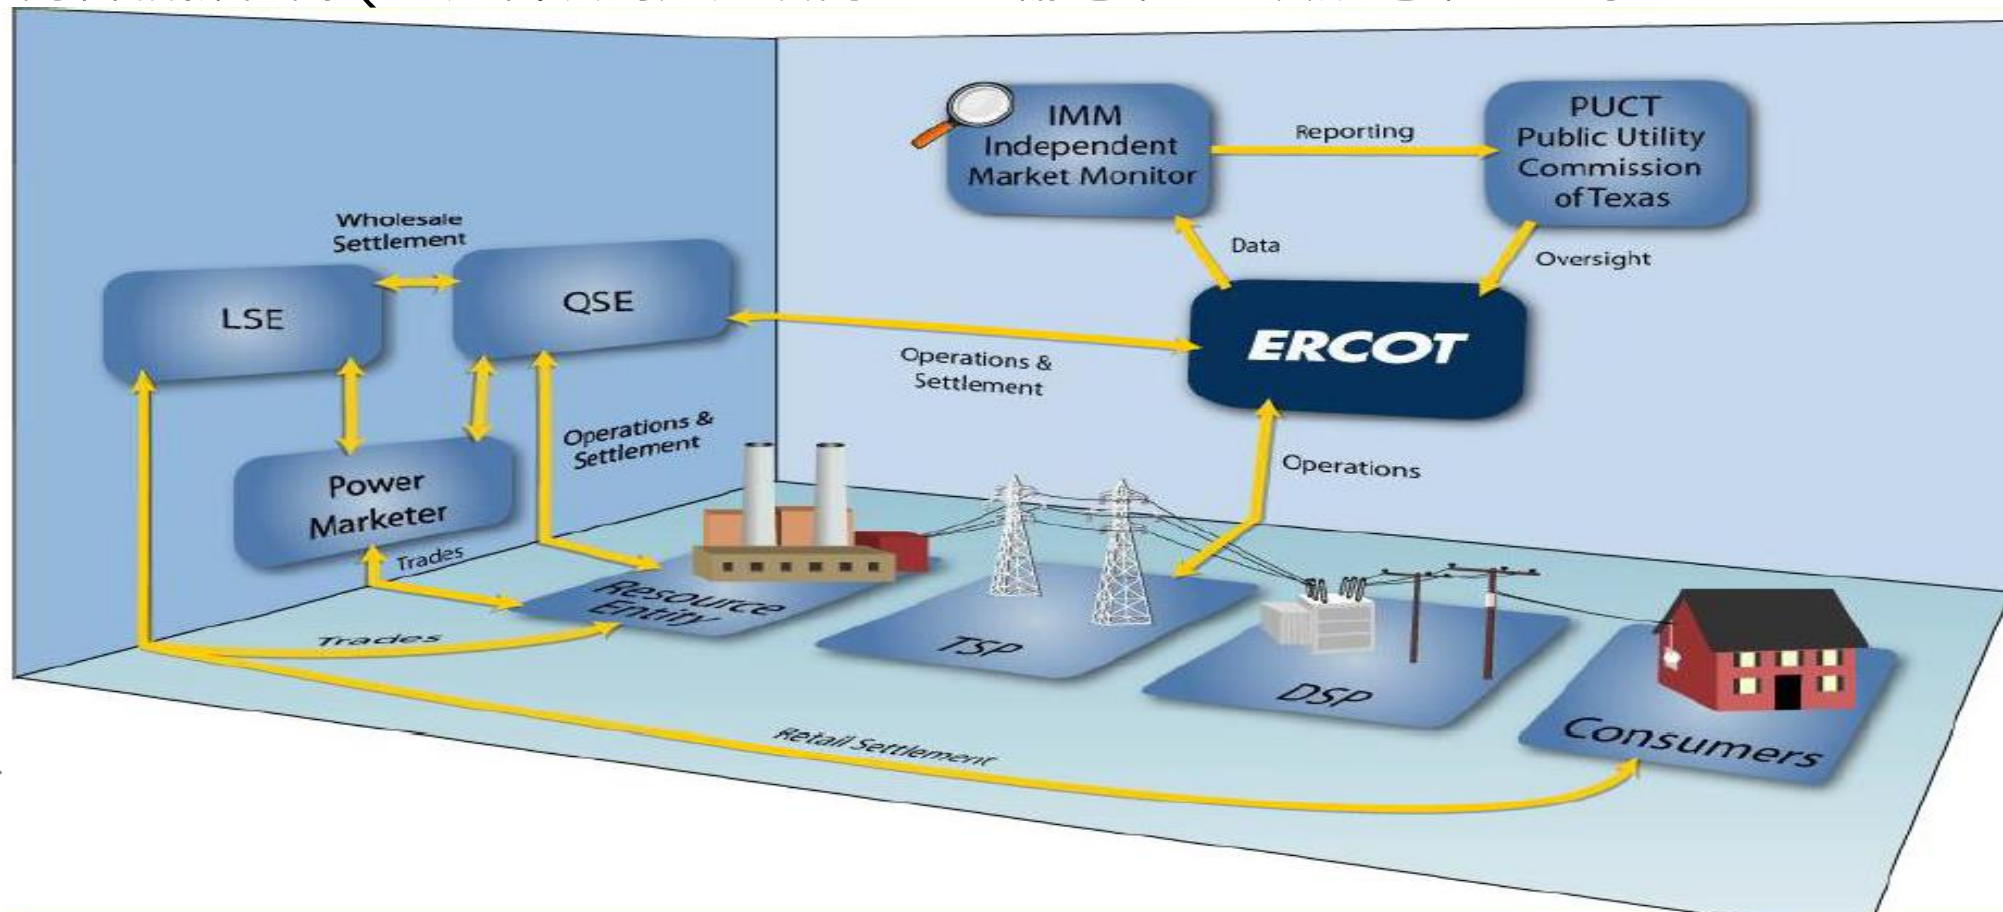 IMM
Independent
Market Monitor
Reporting
PUCT
Public Utility
Commission
of Texas
Wholesale
Settlement
Data
Oversight
LSE
QSE
ERCOT
Operations &
Settlement
Operations &
Settlement
Operations
Power
Marketer
Trades
Resource
Entity
Trades
TSP
DSP
Consumers
Retail Settlement